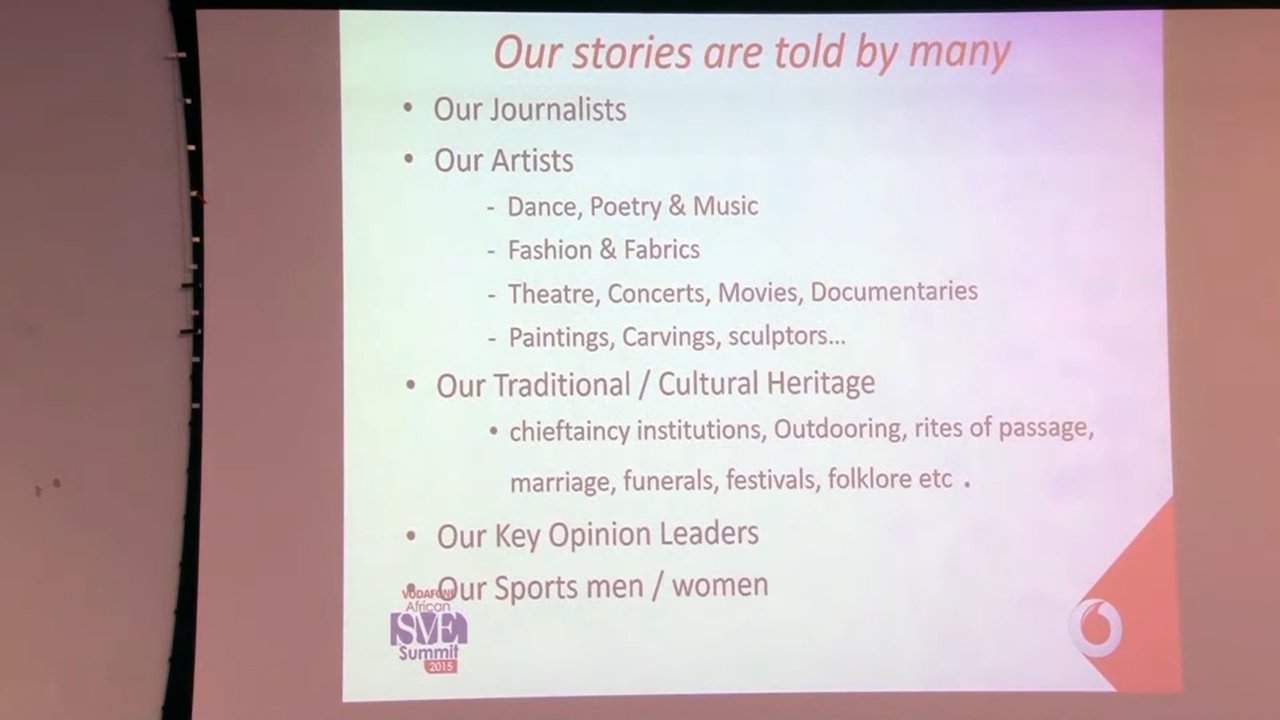 Our stories are told by many
• Our Journalists
• Our Artists
- Dance, Poetry & Music
- Fashion & Fabrics
- Theatre, Concerts, Movies, Documentaries
- Paintings, Carvings, sculptors...
• Our Traditional / Cultural Heritage
• chieftaincy institutions, Outdooring, rites of passage,
marriage, funerals, festivals, folklore etc .
• Our Key Opinion Leaders
• Our Sports men / women
VODAFONE
African
SVE
Summit
2015